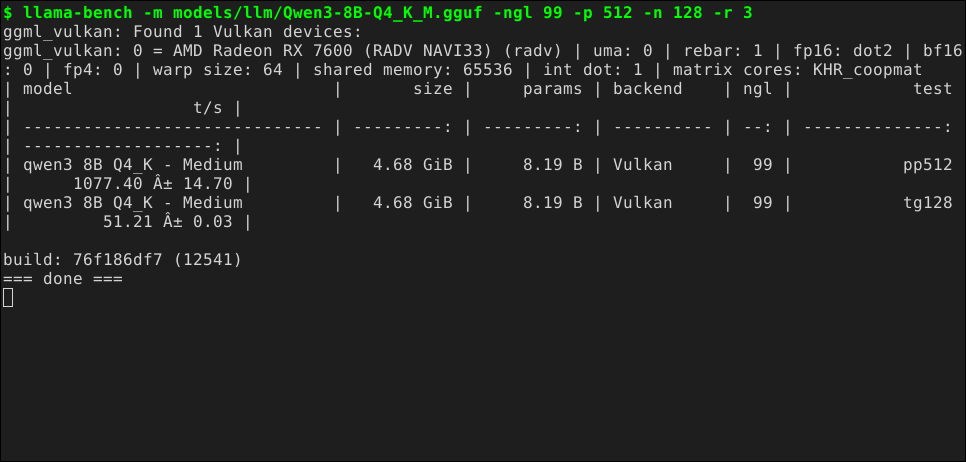 $ llama-bench -m models/llm/Qwen3-8B-Q4_K_M.gguf -ngl 99 -p 512 -n 128 -r 3
ggml_vulkan: Found 1 Vulkan devices:
ggml_vulkan: 0 = AMD Radeon RX 7600 (RADV NAVI33) (radv) | uma: 0 | rebar: 1 | fp16: dot2 | bf16
: 0 | fp4: 0 | warp size: 64 | shared memory: 65536 | int dot: 1 | matrix cores: KHR_coopmat
| model                          |       size |     params | backend    | ngl |            test
|                  t/s |
| ------------------------------ | ---------: | ---------: | ---------- | --: | --------------:
| -------------------: |
| qwen3 8B Q4_K - Medium         |   4.68 GiB |     8.19 B | Vulkan     |  99 |           pp512
|      1077.40 Â± 14.70 |
| qwen3 8B Q4_K - Medium         |   4.68 GiB |     8.19 B | Vulkan     |  99 |           tg128
|         51.21 Â± 0.03 |
build: 76f186df7 (12541)
=== done ===